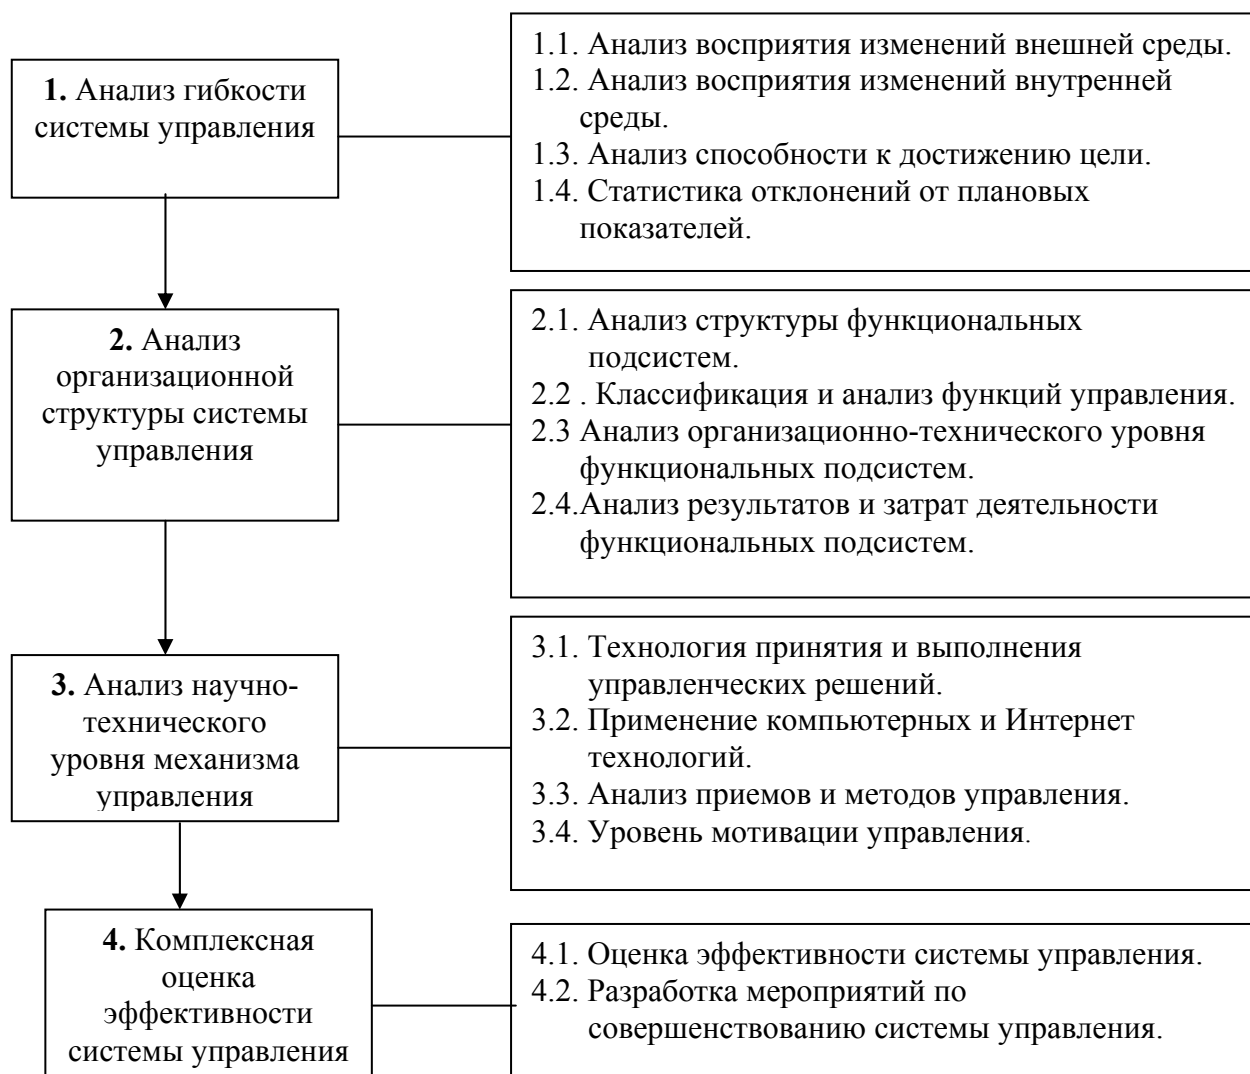 1. Анализ гибкости
системы управления
1.1. Анализ восприятия изменений внешней среды.
1.2. Анализ восприятия изменений внутренней
среды.
1.3. Анализ способности к достижению цели.
1.4. Статистика отклонений от плановых
показателей.
2. Анализ
организационной
структуры системы
управления
2.1. Анализ структуры функциональных
подсистем.
2.2 . Классификация и анализ функций управления.
2.3 Анализ организационно-технического уровня
функциональных подсистем.
2.4.Анализ результатов и затрат деятельности
функциональных подсистем.
3. Анализ научно-
технического
уровня механизма
управления
3.1. Технология принятия и выполнения
управленческих решений.
3.2. Применение компьютерных и Интернет
технологий.
3.3. Анализ приемов и методов управления.
3.4. Уровень мотивации управления.
4. Комплексная
оценка
эффективности
системы управления
4.1. Оценка эффективности системы управления.
4.2. Разработка мероприятий по
совершенствованию системы управления.